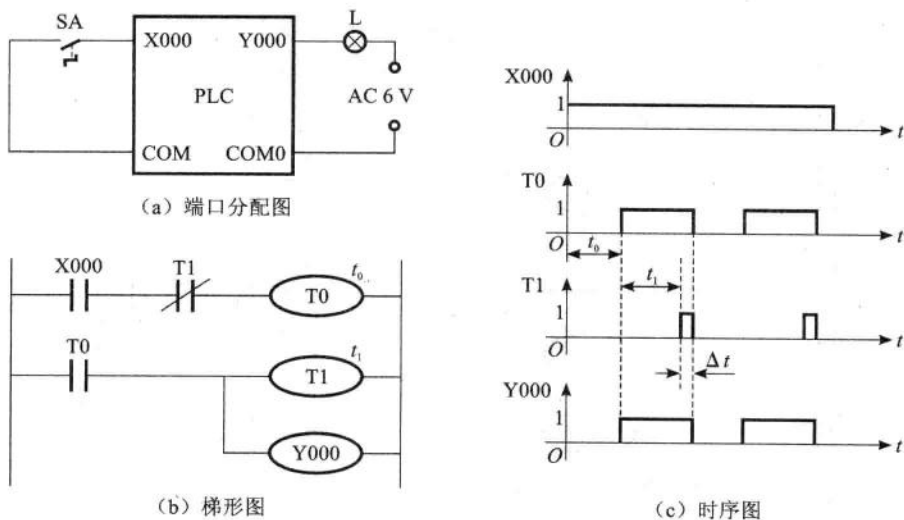 SA
X000
Y000
L
PLC
AC 6 V
COM
COM0
(a) 端口分配图
X000
T1
t₀
T0
T0
t₁
T1
Y000
(b) 梯形图
X000
1
O
t
T0
1
O
t
t₀
T1
t₁
1
O
t
Δt
Y000
1
O
t
(c) 时序图